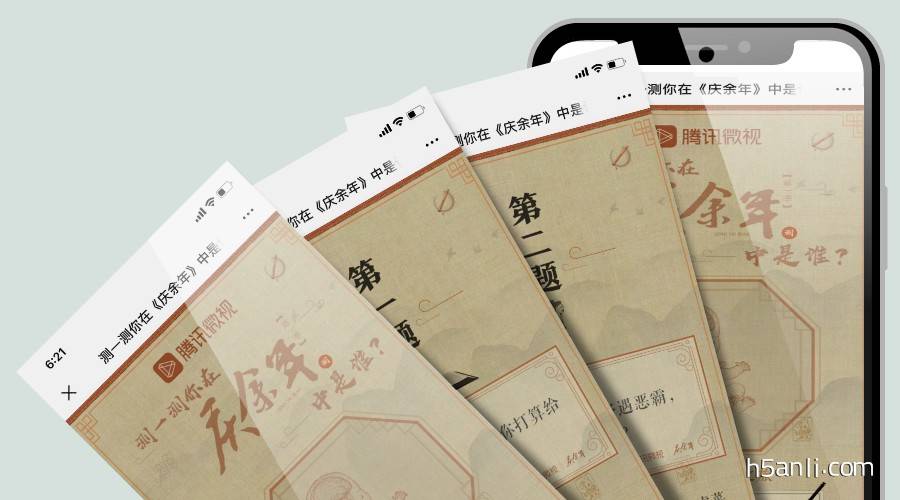 6:21
测一测你在《庆余年》中是
腾讯微视
测一测你在
庆余年
测
中是谁?
你在《庆余年》中是
第一题
你打算给
测你在《庆余年》中是
第二题
遇恶霸,
测你在《庆余年》中是
腾讯微视
你在
余年
测
中是谁?
h5anli.com